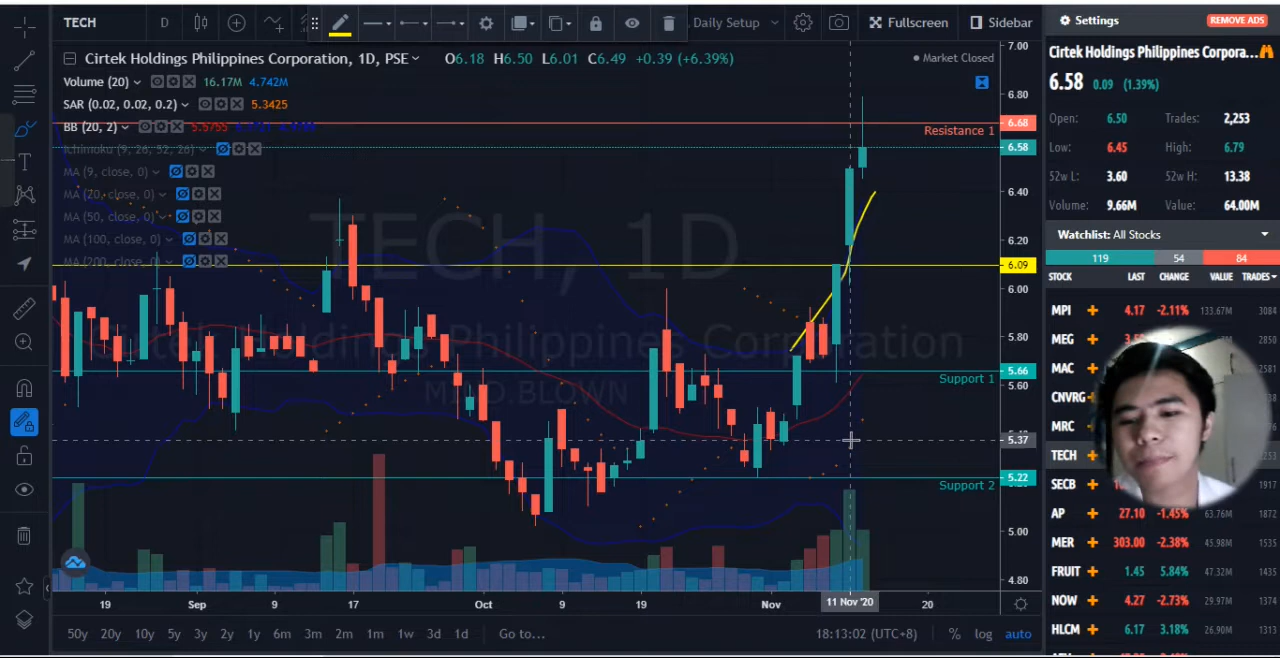 TECH D Daily Setup Fullscreen Sidebar
Cirtek Holdings Philippines Corporation, 1D, PSE O6.18 H6.50 L6.01 C6.49 +0.39 (+6.39%) Market Closed
Volume (20) 16.17M 4.742M
SAR (0.02, 0.02, 0.2) 5.3425
BB (20, 2)
Ichimoku (9, 26, 52, 26)
MA (9, close, 0)
MA (20, close, 0)
MA (50, close, 0)
MA (100, close, 0)
MA (200, close, 0)
TECH, 1D
Cirtek Holdings Philippines Corporation
Resistance 1
Support 1
Support 2
7.00
6.80
6.68
6.58
6.40
6.20
6.09
6.00
5.80
5.66
5.60
5.37
5.22
5.00
4.80
19 Sep 9 17 Oct 9 19 Nov 11 Nov '20 20
50y 20y 10y 5y 3y 2y 1y 6m 3m 2m 1m 1w 3d 1d Go to... 18:13:02 (UTC+8) % log auto
Settings REMOVE ADS
Cirtek Holdings Philippines Corpora...
6.58 0.09 (1.39%)
Open: 6.50 Trades: 2,253
Low: 6.45 High: 6.79
52w L: 3.60 52w H: 13.38
Volume: 9.66M Value: 64.00M
Watchlist: All Stocks
119 54 84
STOCK LAST CHANGE VALUE TRADES
MPI 4.17 -2.11% 133.67M 3084
MEG
MAC
CNVRG
MRC
TECH
SECB 1917
AP 27.10 -1.45% 63.76M 1872
MER 303.00 -2.38% 45.98M 1535
FRUIT 1.45 5.84% 47.32M 1435
NOW 4.27 -2.73% 29.97M 1374
HLCM 6.17 3.18% 26.90M 1313